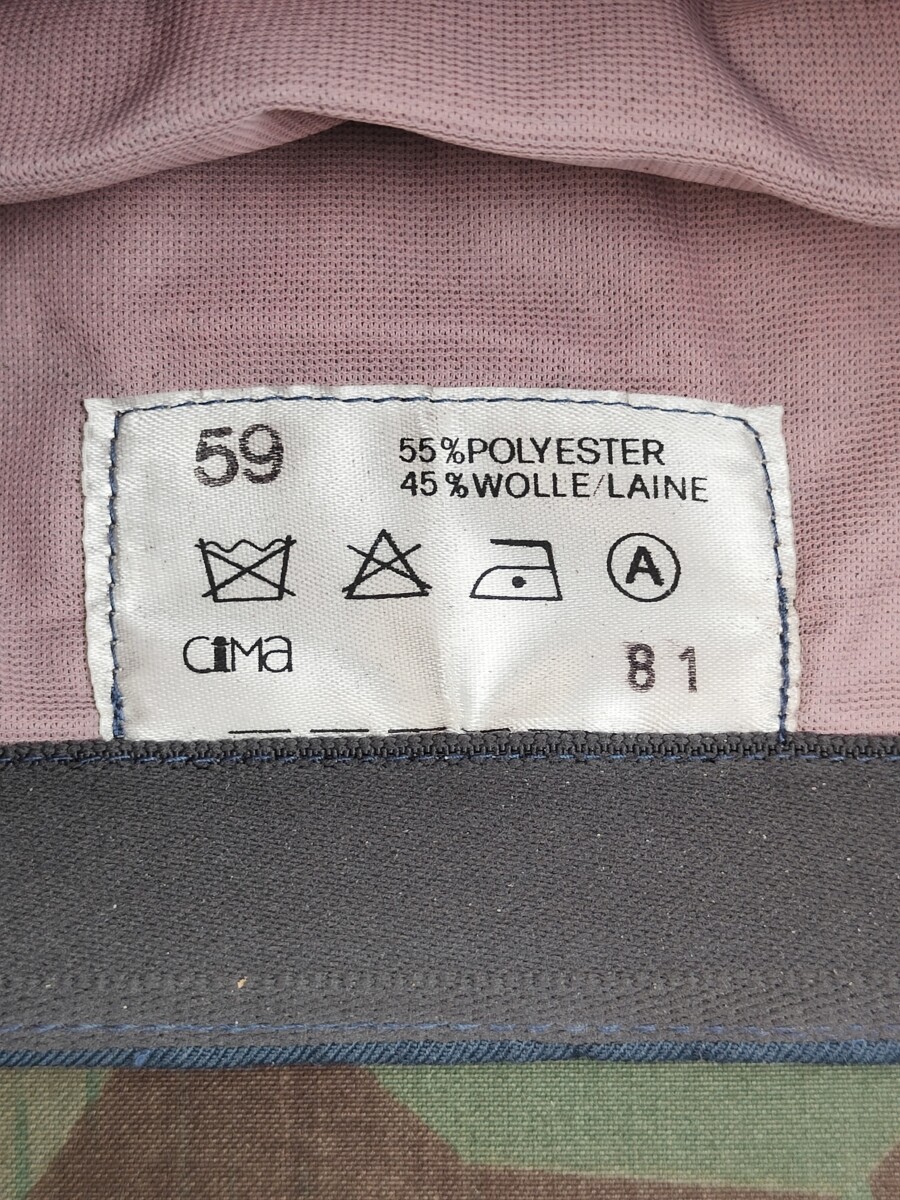 59
55%POLYESTER
45%WOLLE/LAINE
A
CiMa
81